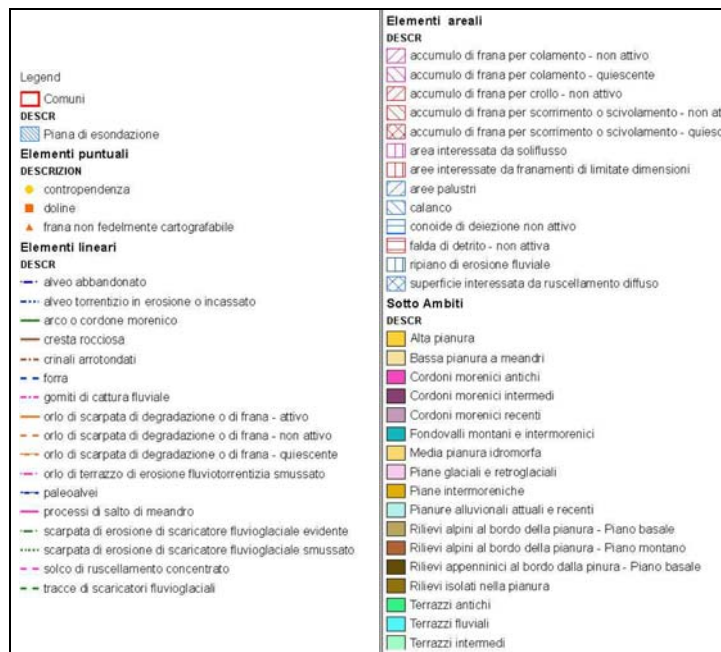 Legend
Comuni
DESCR
Piana di esondazione
Elementi puntuali
DESCRIZION
contropendenza
doline
frana non fedelmente cartografabile
Elementi lineari
DESCR
alveo abbandonato
alveo torrentizio in erosione o incassato
arco o cordone morenico
cresta rocciosa
crinali arrotondati
forra
gomiti di cattura fluviale
orlo di scarpata di degradazione o di frana - attivo
orlo di scarpata di degradazione o di frana - non attivo
orlo di scarpata di degradazione o di frana - quiescente
orlo di terrazzo di erosione fluviotorrentizia smussato
paleoalvei
processi di salto di meandro
scarpata di erosione di scaricatore fluvioglaciale evidente
scarpata di erosione di scaricatore fluvioglaciale smussato
solco di ruscellamento concentrato
tracce di scaricatori fluvioglaciali
Elementi areali
DESCR
accumulo di frana per colamento - non attivo
accumulo di frana per colamento - quiescente
accumulo di frana per crollo - non attivo
accumulo di frana per scorrimento o scivolamento - non at
accumulo di frana per scorrimento o scivolamento - quiesc
area interessata da soliflusso
aree interessate da franamenti di limitate dimensioni
aree palustri
calanco
conoide di deiezione non attivo
falda di detrito - non attiva
ripiano di erosione fluviale
superficie interessata da ruscellamento diffuso
Sotto Ambiti
DESCR
Alta pianura
Bassa pianura a meandri
Cordoni morenici antichi
Cordoni morenici intermedi
Cordoni morenici recenti
Fondovalli montani e intermorenici
Media pianura idromorfa
Piane glaciali e retroglaciali
Piane intermoreniche
Pianure alluvionali attuali e recenti
Rilievi alpini al bordo della pianura - Piano basale
Rilievi alpini al bordo della pianura - Piano montano
Rilievi appenninici al bordo dalla pinura - Piano basale
Rilievi isolati nella pianura
Terrazzi antichi
Terrazzi fluviali
Terrazzi intermedi